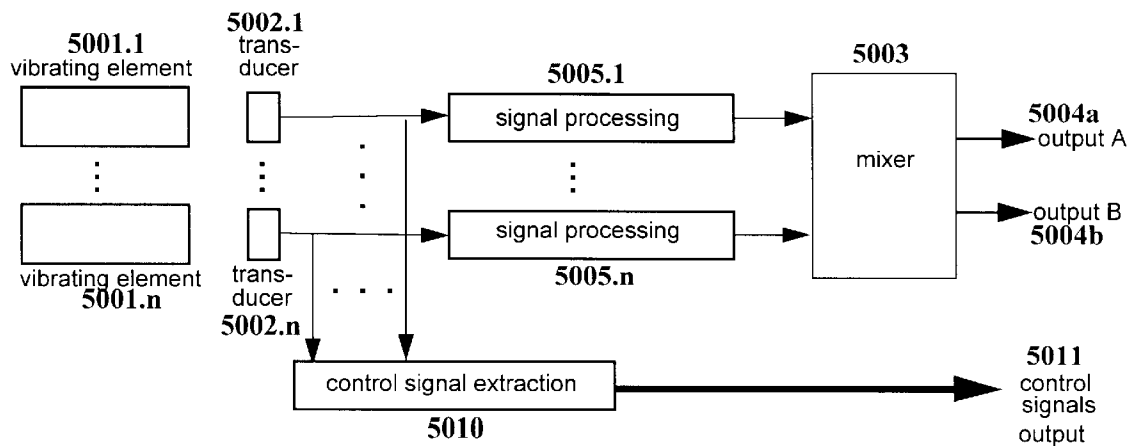 5001.1
vibrating element
5002.1
trans-
ducer
5005.1
signal processing
5003
mixer
5004a
output A
output B
5004b
signal processing
5005.n
vibrating element
5001.n
trans-
ducer
5002.n
control signal extraction
5010
5011
control
signals
output